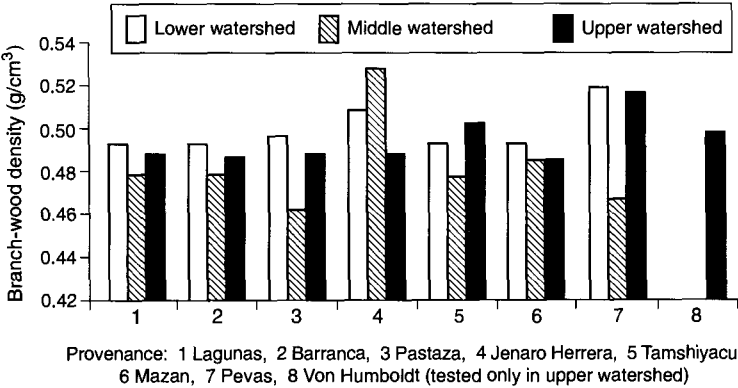 Lower watershed Middle watershed Upper watershed
Branch-wood density (g/cm³)
0.54
0.52
0.50
0.48
0.46
0.44
0.42
1 2 3 4 5 6 7 8
Provenance: 1 Lagunas, 2 Barranca, 3 Pastaza, 4 Jenaro Herrera, 5 Tamshiyacu
6 Mazan, 7 Pevas, 8 Von Humboldt (tested only in upper watershed)